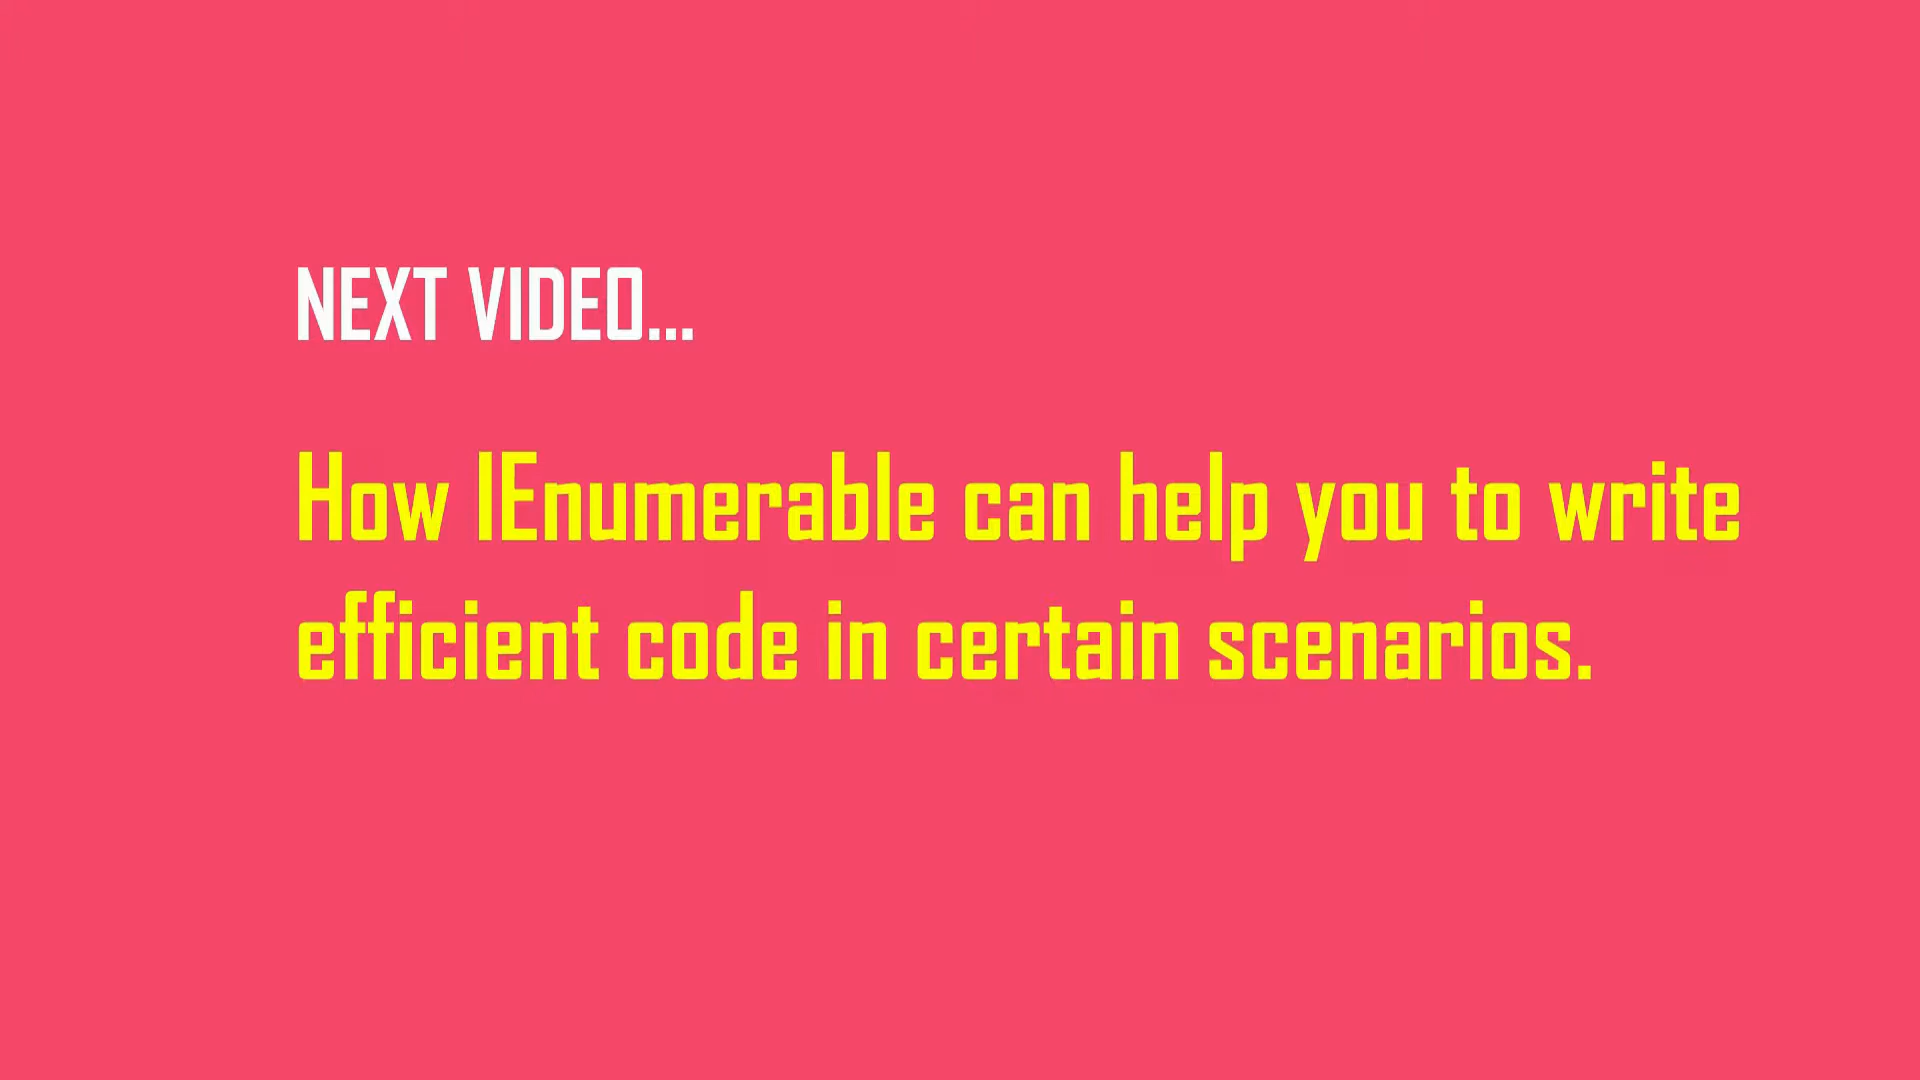 NEXT VIDEO...
How IEnumerable can help you to write
efficient code in certain scenarios.